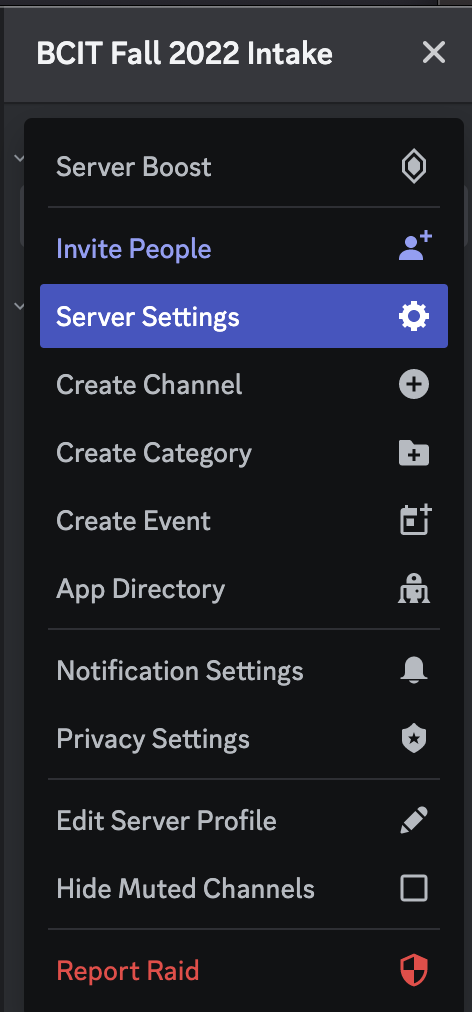 BCIT Fall 2022 Intake
Server Boost
Invite People
Server Settings
Create Channel
Create Category
Create Event
App Directory
Notification Settings
Privacy Settings
Edit Server Profile
Hide Muted Channels
Report Raid